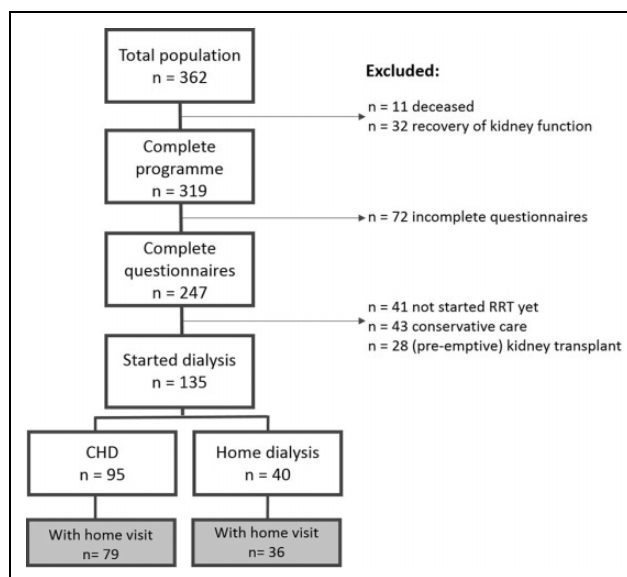 Total population
n = 362
Excluded:
n = 11 deceased
n = 32 recovery of kidney function
Complete
programme
n = 319
n = 72 incomplete questionnaires
Complete
questionnaires
n = 247
n = 41 not started RRT yet
n = 43 conservative care
n = 28 (pre-emptive) kidney transplant
Started dialysis
n = 135
CHD
n = 95
Home dialysis
n = 40
With home visit
n= 79
With home visit
n= 36